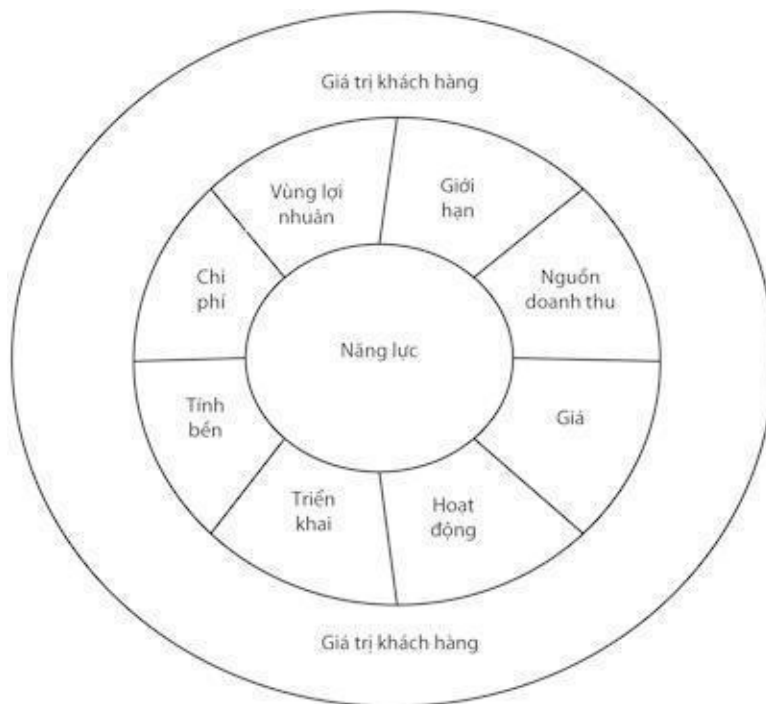 Giá trị khách hàng
Vùng lợi
nhuân
Giới
hạn
Chi
phí
Nguồn
doanh thu
Năng lực
Tính
bền
Giá
Triển
khai
Hoạt
động
Giá trị khách hàng